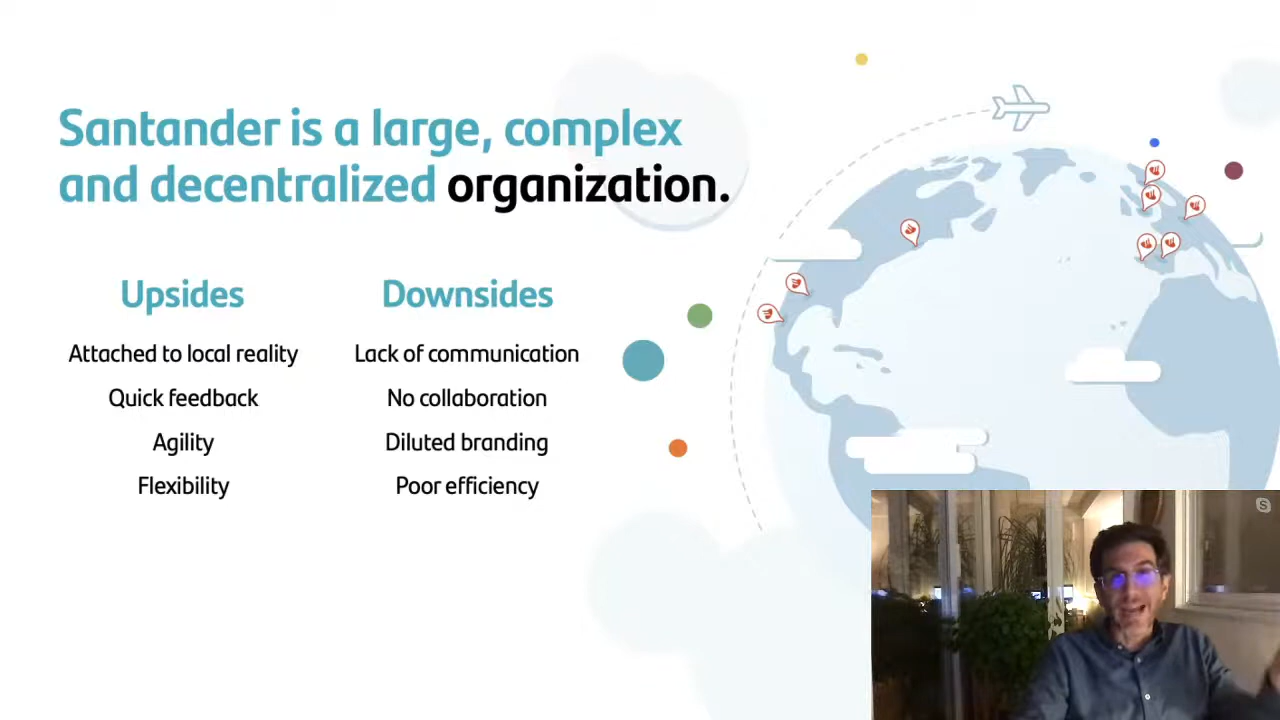 Santander is a large, complex
and decentralized organization.
Upsides
Downsides
Attached to local reality
Lack of communication
Quick feedback
No collaboration
Agility
Diluted branding
Flexibility
Poor efficiency